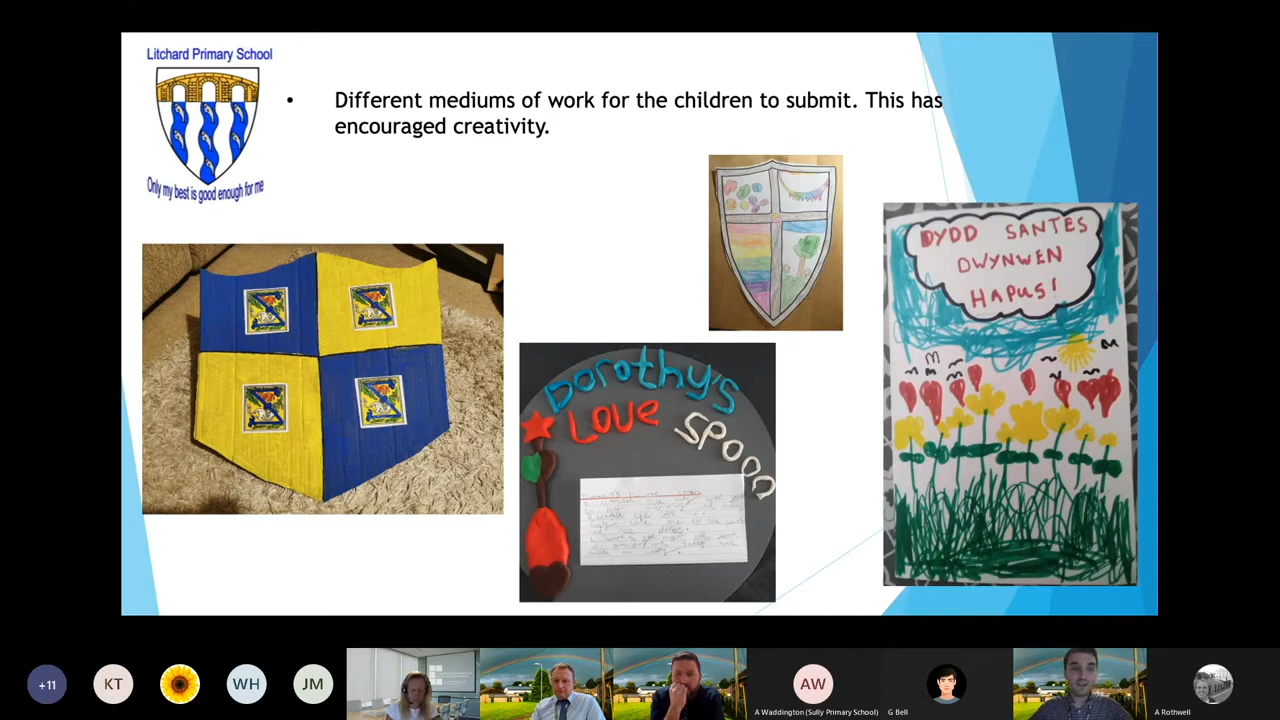 Litchard Primary School
Only my best is good enough for me
• Different mediums of work for the children to submit. This has
encouraged creativity.
DYDD SANTES
DWYNWEN
HAPUS!
Dorothy's
Love
Spoon
+11
KT
WH
JM
AW
A Waddington (Sully Primary School)
G Bell
A Rothwell